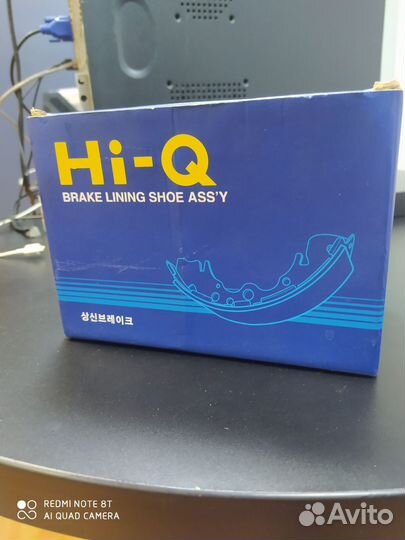 Hi-Q
BRAKE LINING SHOE ASS'Y
상신브레이크
REDMI NOTE 8T
AI QUAD CAMERA
Avito